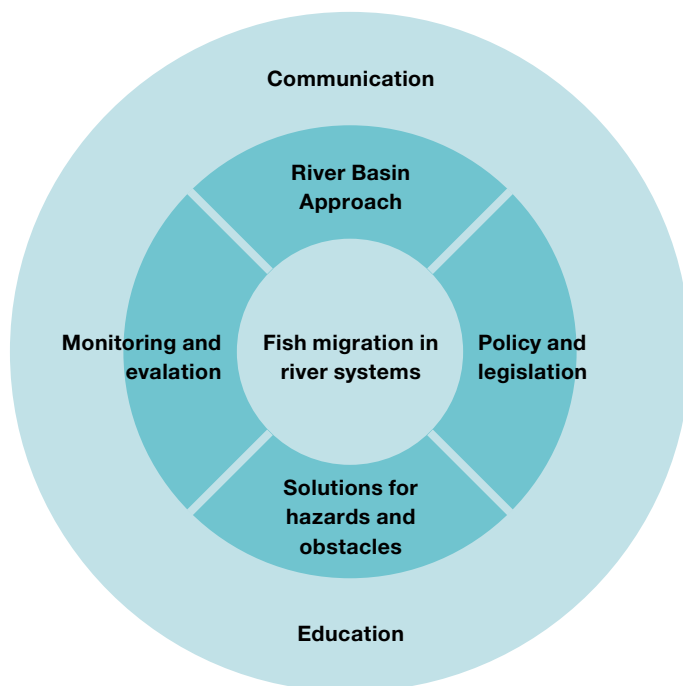 Communication
River Basin
Approach
Monitoring and
evalation
Fish migration in
river systems
Policy and
legislation
Solutions for
hazards and
obstacles
Education